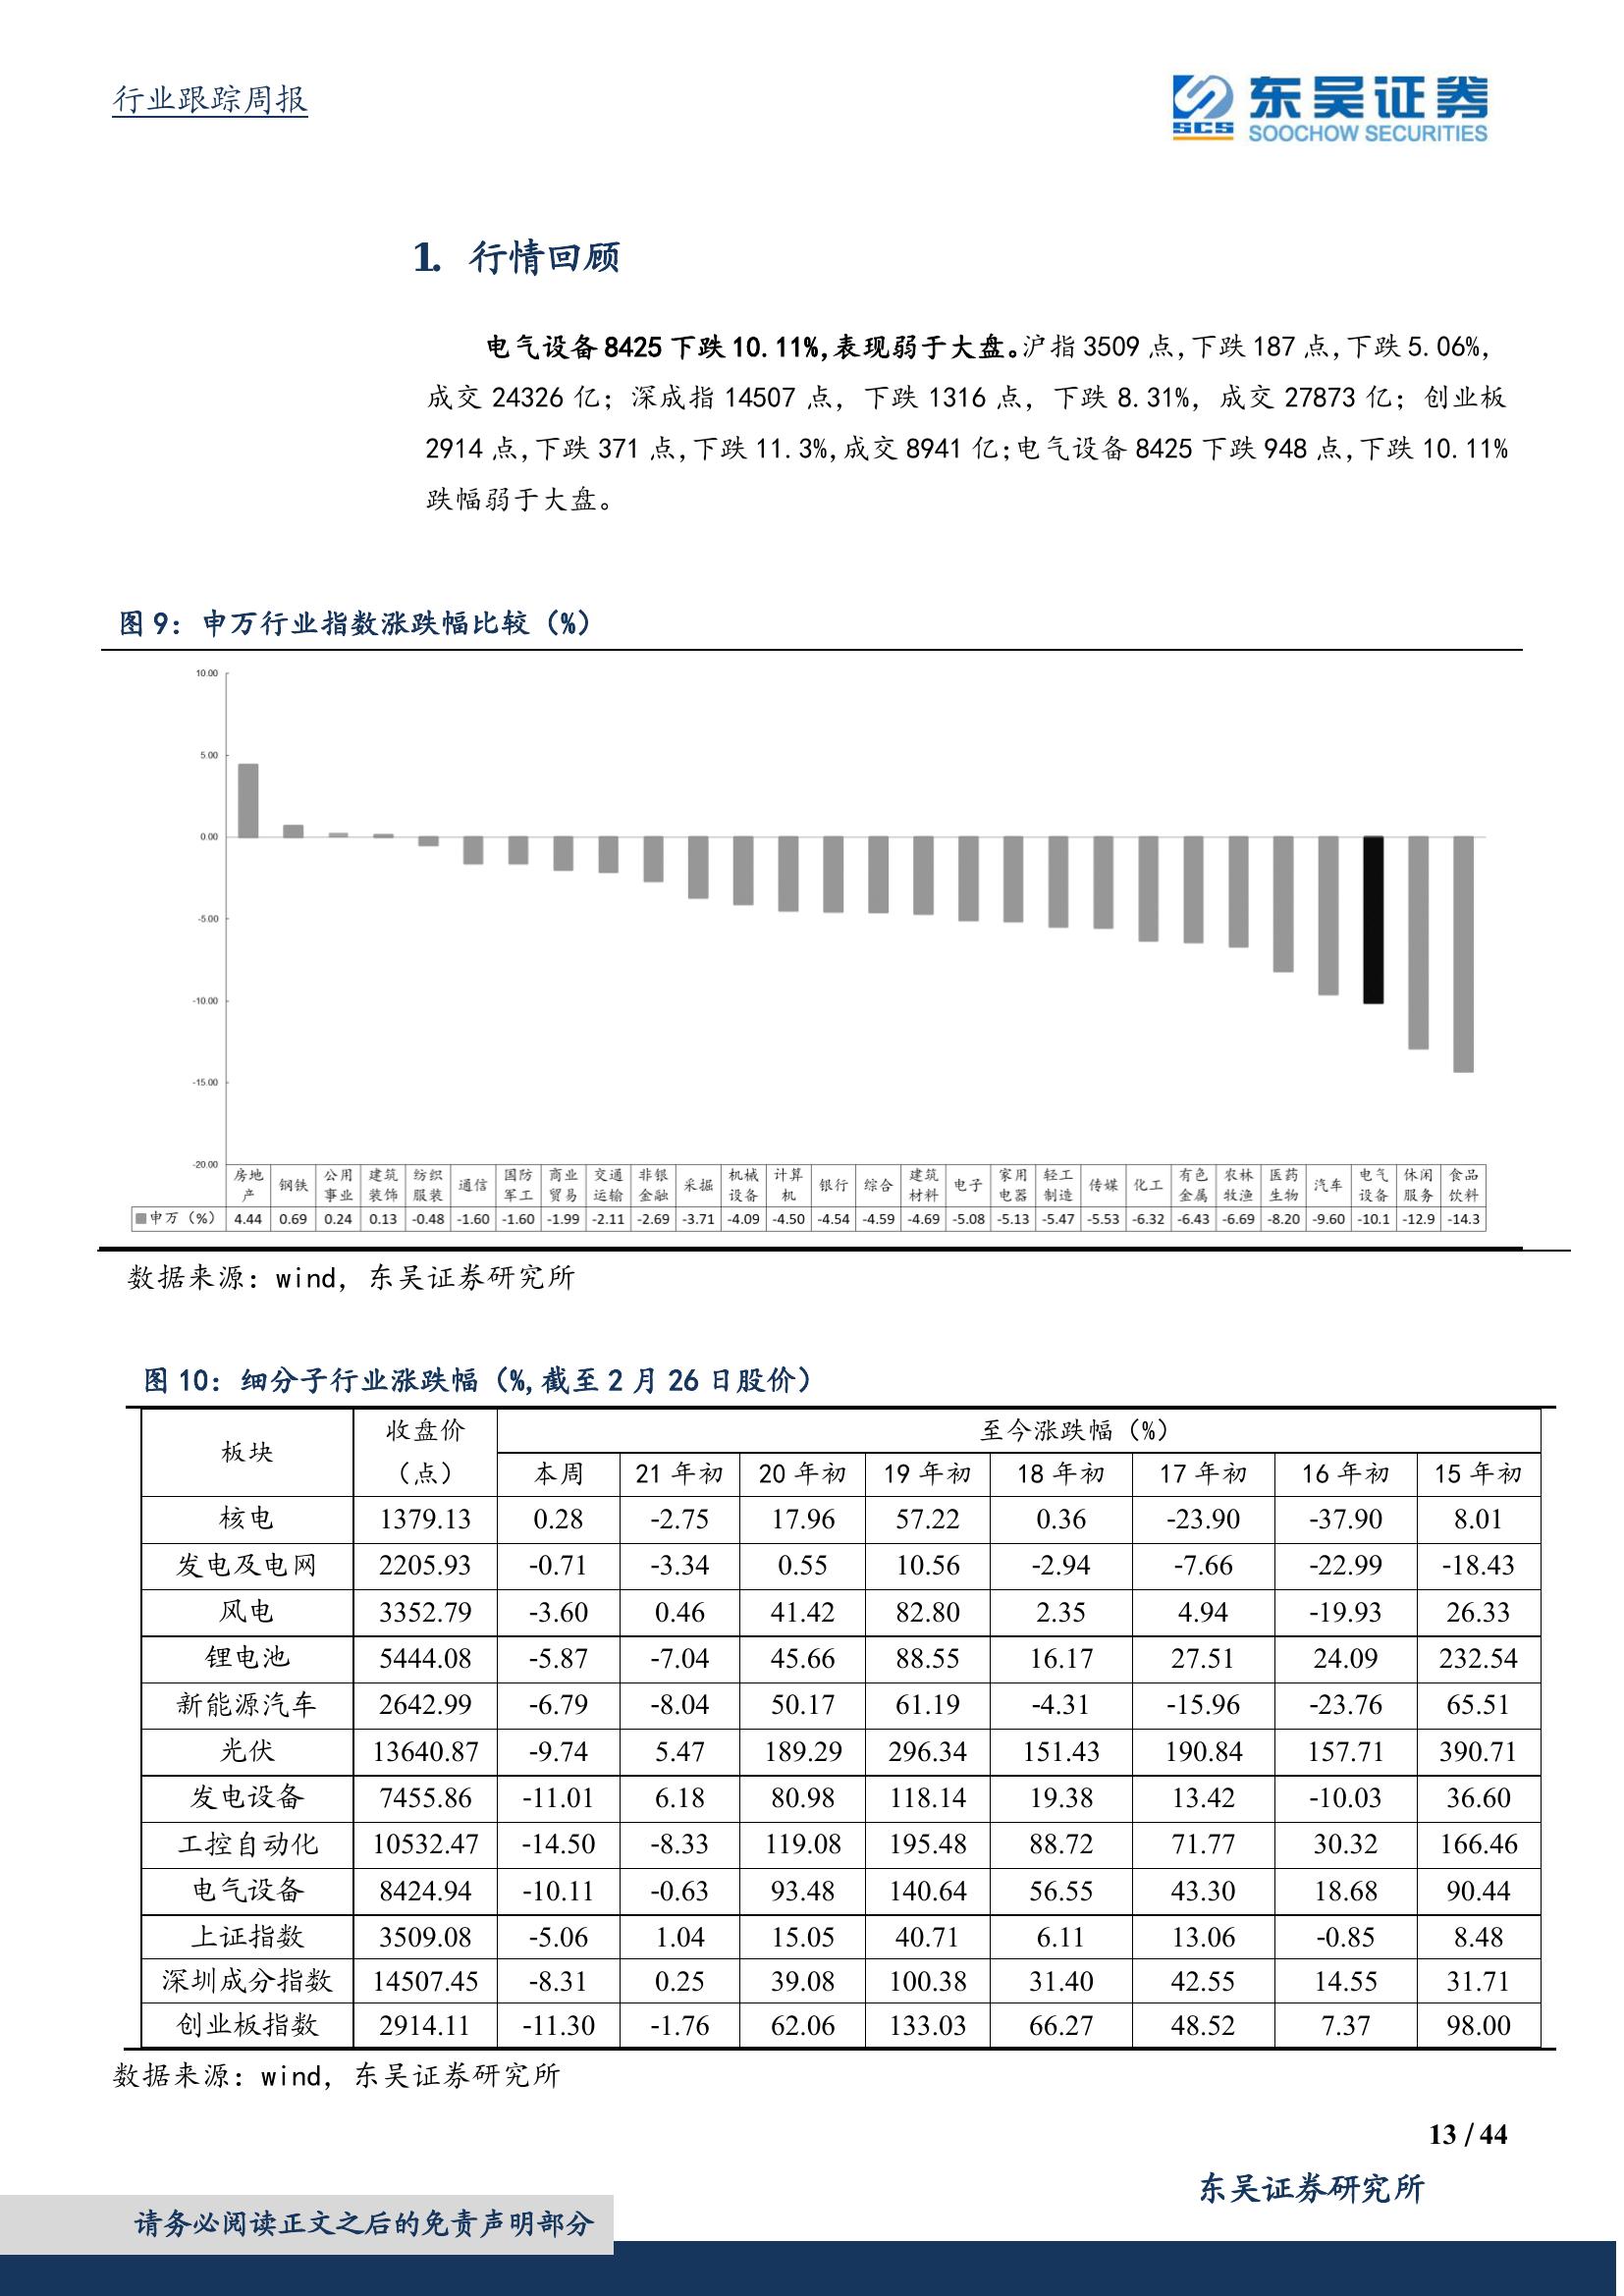 行业跟踪周报
SCS 东吴证券
SOOCHOW SECURITIES
1. 行情回顾
电气设备 8425 下跌 10.11%,表现弱于大盘。沪指 3509 点,下跌 187 点,下跌 5.06%,
成交 24326 亿; 深成指 14507 点, 下跌 1316 点, 下跌 8.31%, 成交 27873 亿; 创业板
2914 点,下跌 371 点,下跌 11.3%,成交 8941 亿;电气设备 8425 下跌 948 点,下跌 10.11%
跌幅弱于大盘。
图 9: 申万行业指数涨跌幅比较（%）
10.00
5.00
0.00
-5.00
-10.00
-15.00
-20.00
房地产 钢铁 公用事业 建筑装饰 纺织服装 通信 国防军工 商业贸易 交通运输 非银金融 采掘 机械设备 计算机 银行 综合 建筑材料 电子 家用电器 轻工制造 传媒 化工 有色金属 农林牧渔 医药生物 汽车 电气设备 休闲服务 食品饮料
申万（%） 4.44 0.69 0.24 0.13 -0.48 -1.60 -1.60 -1.99 -2.11 -2.69 -3.71 -4.09 -4.50 -4.54 -4.59 -4.69 -5.08 -5.13 -5.47 -5.53 -6.32 -6.43 -6.69 -8.20 -9.60 -10.1 -12.9 -14.3
数据来源: wind, 东吴证券研究所
图 10: 细分子行业涨跌幅（%,截至 2 月 26 日股价）
板块 收盘价（点） 至今涨跌幅（%）
本周 21 年初 20 年初 19 年初 18 年初 17 年初 16 年初 15 年初
核电 1379.13 0.28 -2.75 17.96 57.22 0.36 -23.90 -37.90 8.01
发电及电网 2205.93 -0.71 -3.34 0.55 10.56 -2.94 -7.66 -22.99 -18.43
风电 3352.79 -3.60 0.46 41.42 82.80 2.35 4.94 -19.93 26.33
锂电池 5444.08 -5.87 -7.04 45.66 88.55 16.17 27.51 24.09 232.54
新能源汽车 2642.99 -6.79 -8.04 50.17 61.19 -4.31 -15.96 -23.76 65.51
光伏 13640.87 -9.74 5.47 189.29 296.34 151.43 190.84 157.71 390.71
发电设备 7455.86 -11.01 6.18 80.98 118.14 19.38 13.42 -10.03 36.60
工控自动化 10532.47 -14.50 -8.33 119.08 195.48 88.72 71.77 30.32 166.46
电气设备 8424.94 -10.11 -0.63 93.48 140.64 56.55 43.30 18.68 90.44
上证指数 3509.08 -5.06 1.04 15.05 40.71 6.11 13.06 -0.85 8.48
深圳成分指数 14507.45 -8.31 0.25 39.08 100.38 31.40 42.55 14.55 31.71
创业板指数 2914.11 -11.30 -1.76 62.06 133.03 66.27 48.52 7.37 98.00
数据来源: wind, 东吴证券研究所
13 / 44
东吴证券研究所
请务必阅读正文之后的免责声明部分